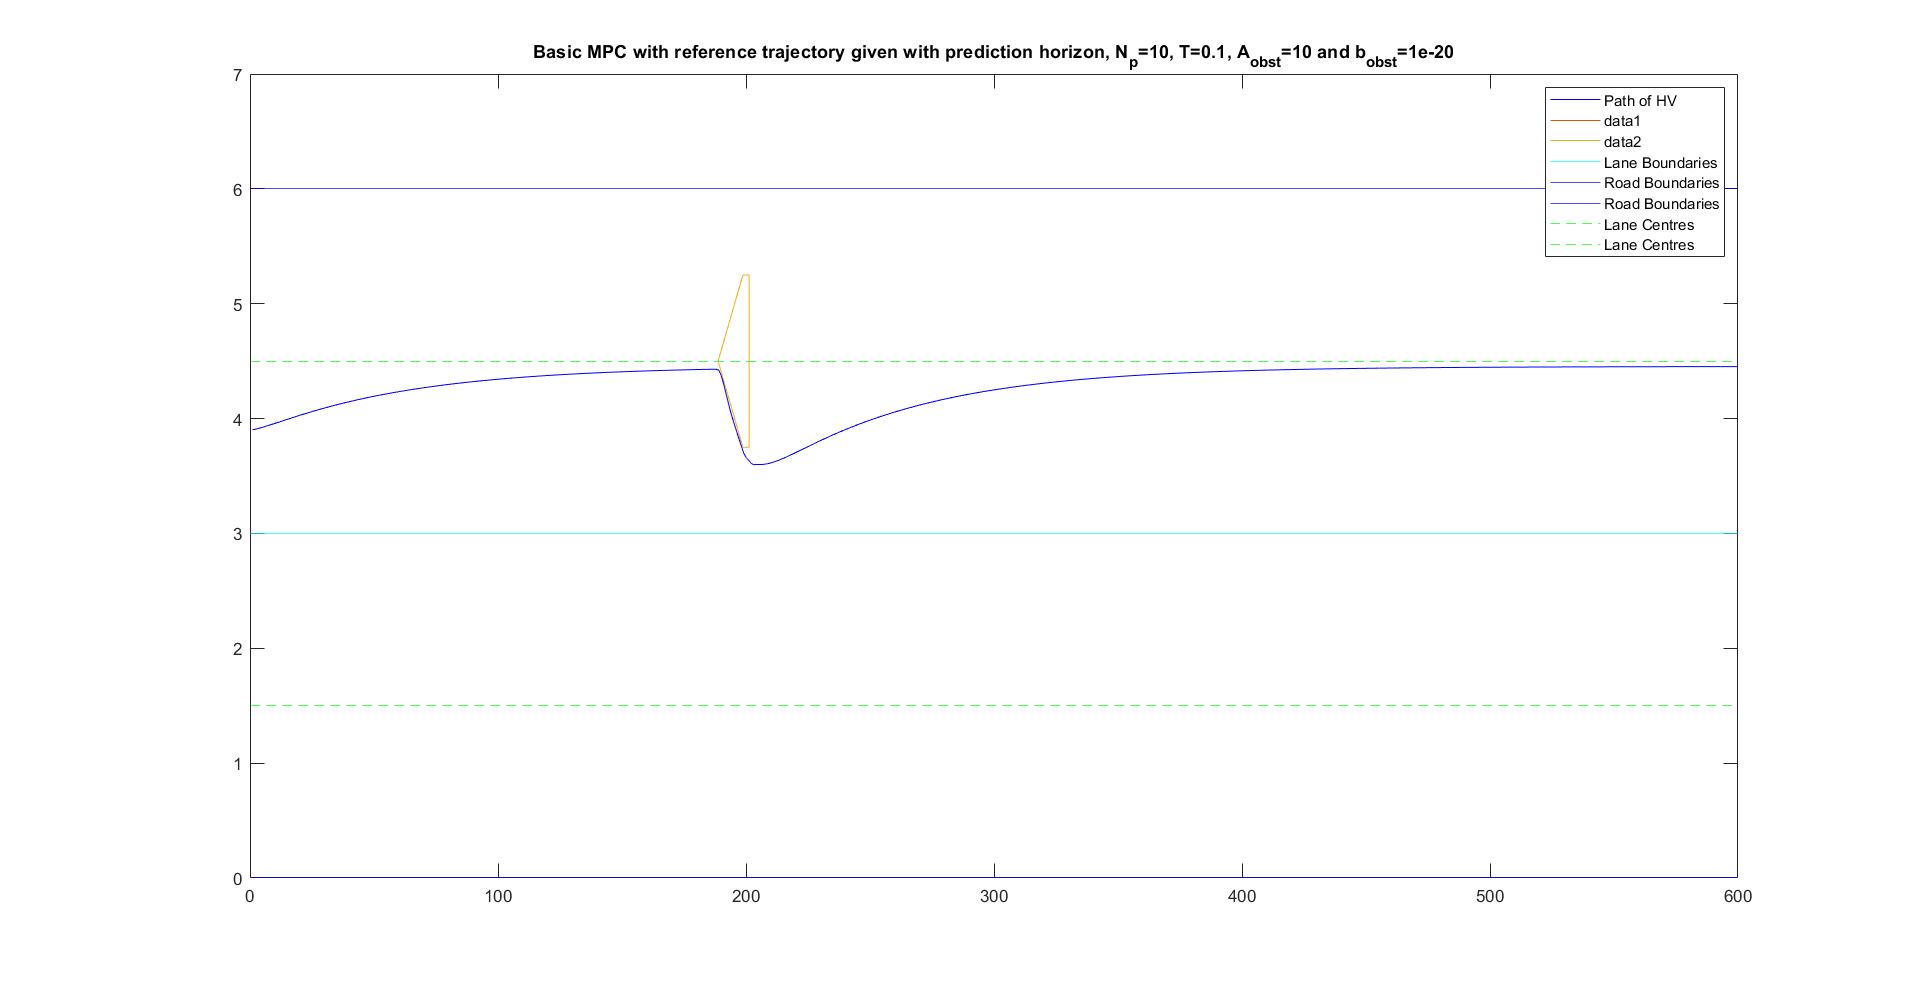 Basic MPC with reference trajectory given with prediction horizon, Np=10, T=0.1, Aobst=10 and bobst=1e-20
7
6
5
4
3
2
1
0
Path of HV
data1
data2
Lane Boundaries
Road Boundaries
Road Boundaries
Lane Centres
Lane Centres
0 100 200 300 400 500 600